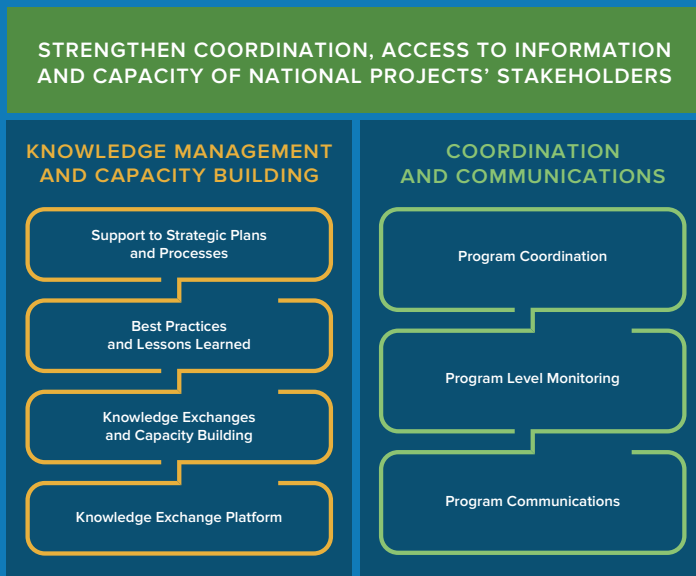 STRENGTHEN COORDINATION, ACCESS TO INFORMATION
AND CAPACITY OF NATIONAL PROJECTS’ STAKEHOLDERS
KNOWLEDGE MANAGEMENT
AND CAPACITY BUILDING
Support to Strategic Plans
and Processes
Best Practices
and Lessons Learned
Knowledge Exchanges
and Capacity Building
Knowledge Exchange Platform
COORDINATION
AND COMMUNICATIONS
Program Coordination
Program Level Monitoring
Program Communications